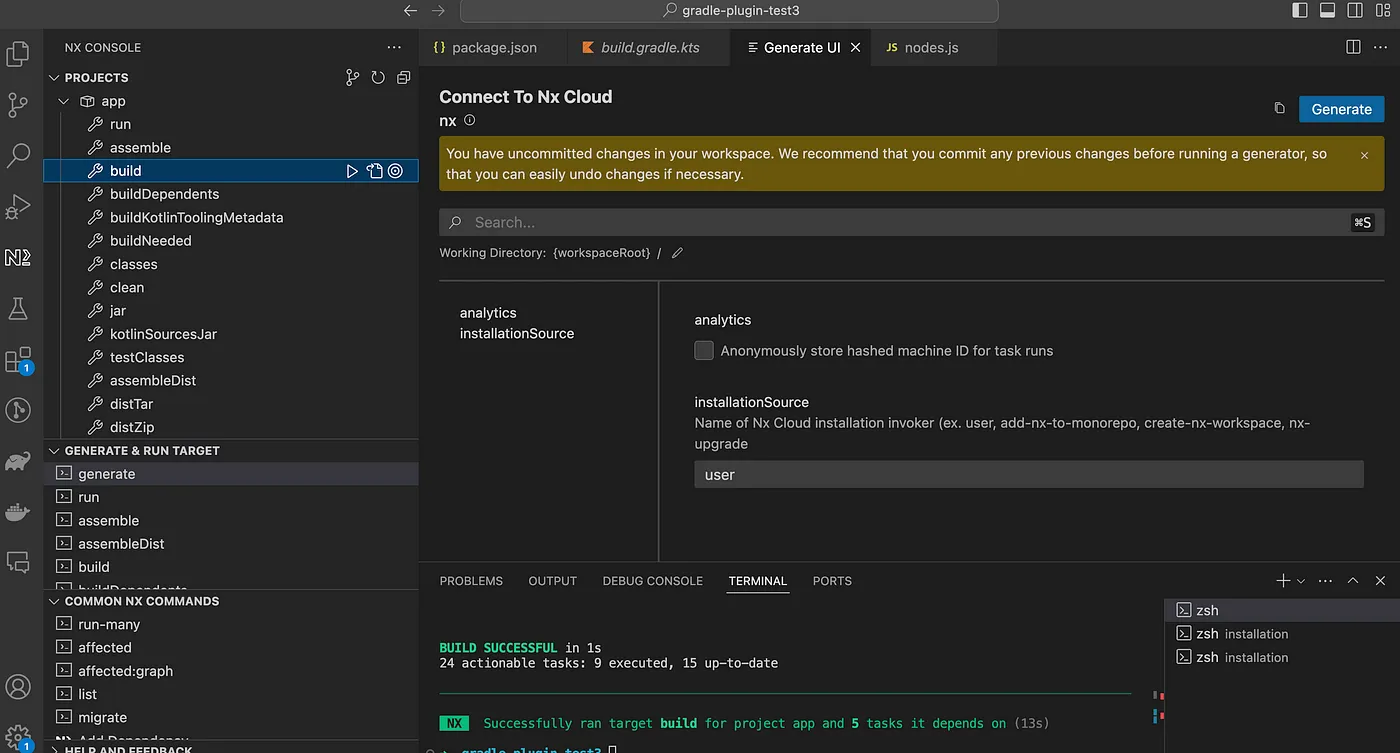 gradle-plugin-test3
NX CONSOLE
PROJECTS
app
run
assemble
build
buildDependents
buildKotlinToolingMetadata
buildNeeded
classes
clean
jar
kotlinSourcesJar
testClasses
assembleDist
distTar
distZip
GENERATE & RUN TARGET
generate
run
assemble
assembleDist
build
buildDependents
COMMON NX COMMANDS
run-many
affected
affected:graph
list
migrate
Add Dependency
HELP AND FEEDBACK
1
1
{} package.json
build.gradle.kts
Generate UI
JS nodes.js
Connect To Nx Cloud
nx
Generate
You have uncommitted changes in your workspace. We recommend that you commit any previous changes before running a generator, so
that you can easily undo changes if necessary.
Search...
⌘S
Working Directory: {workspaceRoot} /
analytics
installationSource
analytics
Anonymously store hashed machine ID for task runs
installationSource
Name of Nx Cloud installation invoker (ex. user, add-nx-to-monorepo, create-nx-workspace, nx-
upgrade
user
PROBLEMS OUTPUT DEBUG CONSOLE TERMINAL PORTS
BUILD SUCCESSFUL in 1s
24 actionable tasks: 9 executed, 15 up-to-date
NX Successfully ran target build for project app and 5 tasks it depends on (13s)
gradle-plugin-test3
zsh
zsh installation
zsh installation